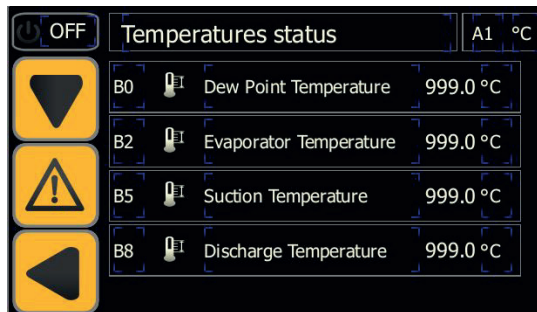 OFF Temperatures status A1 °C
B0 Dew Point Temperature 999.0 °C
B2 Evaporator Temperature 999.0 °C
B5 Suction Temperature 999.0 °C
B8 Discharge Temperature 999.0 °C